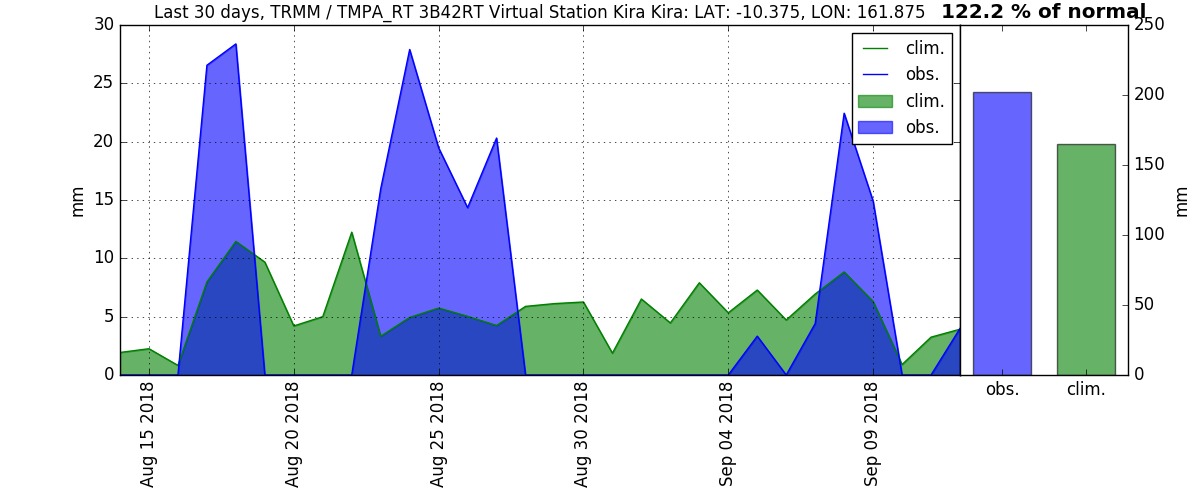 Last 30 days, TRMM / TMPA_RT 3B42RT Virtual Station Kira Kira: LAT: -10.375, LON: 161.875 122.2 % of normal
30
25
20
15
10
5
0
mm
clim.
obs.
clim.
obs.
250
200
150
100
50
0
mm
obs. clim.
Aug 15 2018
Aug 20 2018
Aug 25 2018
Aug 30 2018
Sep 04 2018
Sep 09 2018